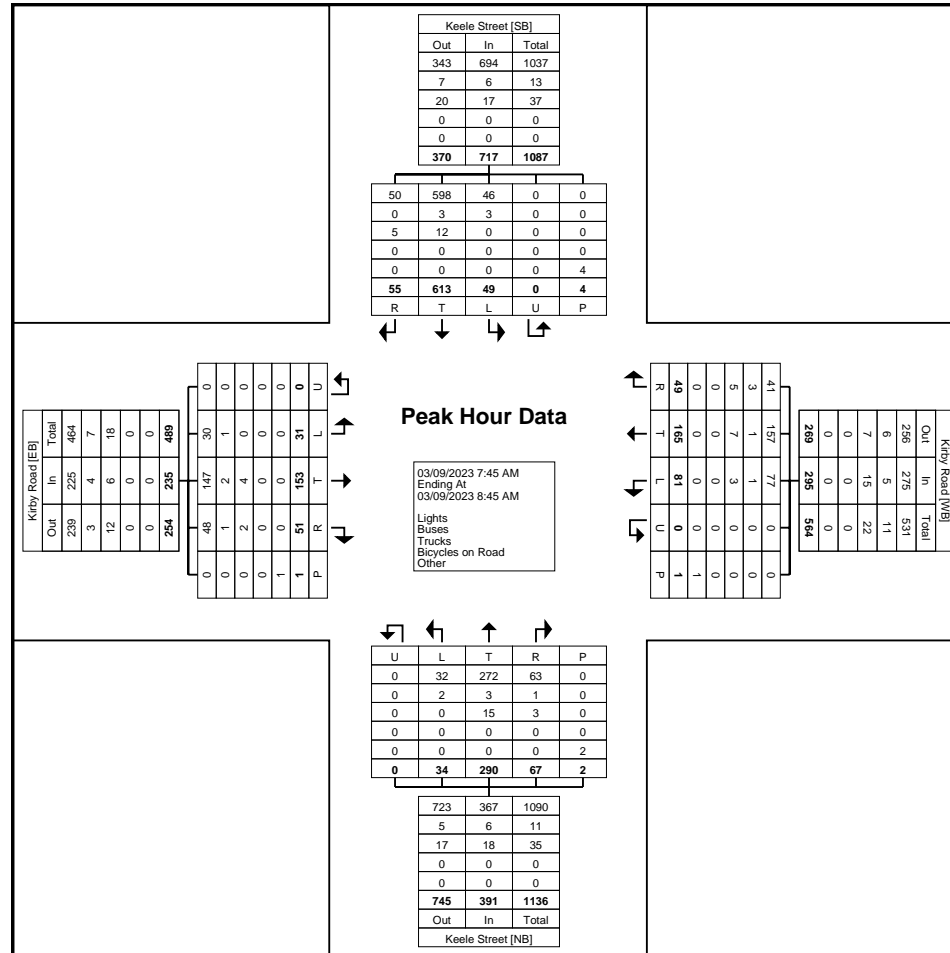 Keele Street [SB]
Out In Total
343 694 1037
7 6 13
20 17 37
0 0 0
0 0 0
370 717 1087
50 598 46 0 0
0 3 3 0 0
5 12 0 0 0
0 0 0 0 0
0 0 0 0 4
55 613 49 0 4
R T L U P
Kirby Road [EB]
Total In Out
464 225 239
7 4 3
18 6 12
0 0 0
0 0 0
489 235 254
0 30 147 48 0
0 1 2 1 0
0 0 4 2 0
0 0 0 0 0
0 0 0 0 1
0 31 153 51 1
U L T R P
Peak Hour Data
03/09/2023 7:45 AM
Ending At
03/09/2023 8:45 AM
Lights
Buses
Trucks
Bicycles on Road
Other
Kirby Road [WB]
Out In Total
256 275 531
6 5 11
7 15 22
0 0 0
0 0 0
269 295 564
41 157 77 0 0
3 1 1 0 0
5 7 3 0 0
0 0 0 0 0
0 0 0 0 1
49 165 81 0 1
R T L U P
U L T R P
0 32 272 63 0
0 2 3 1 0
0 0 15 3 0
0 0 0 0 0
0 0 0 0 2
0 34 290 67 2
723 367 1090
5 6 11
17 18 35
0 0 0
0 0 0
745 391 1136
Out In Total
Keele Street [NB]